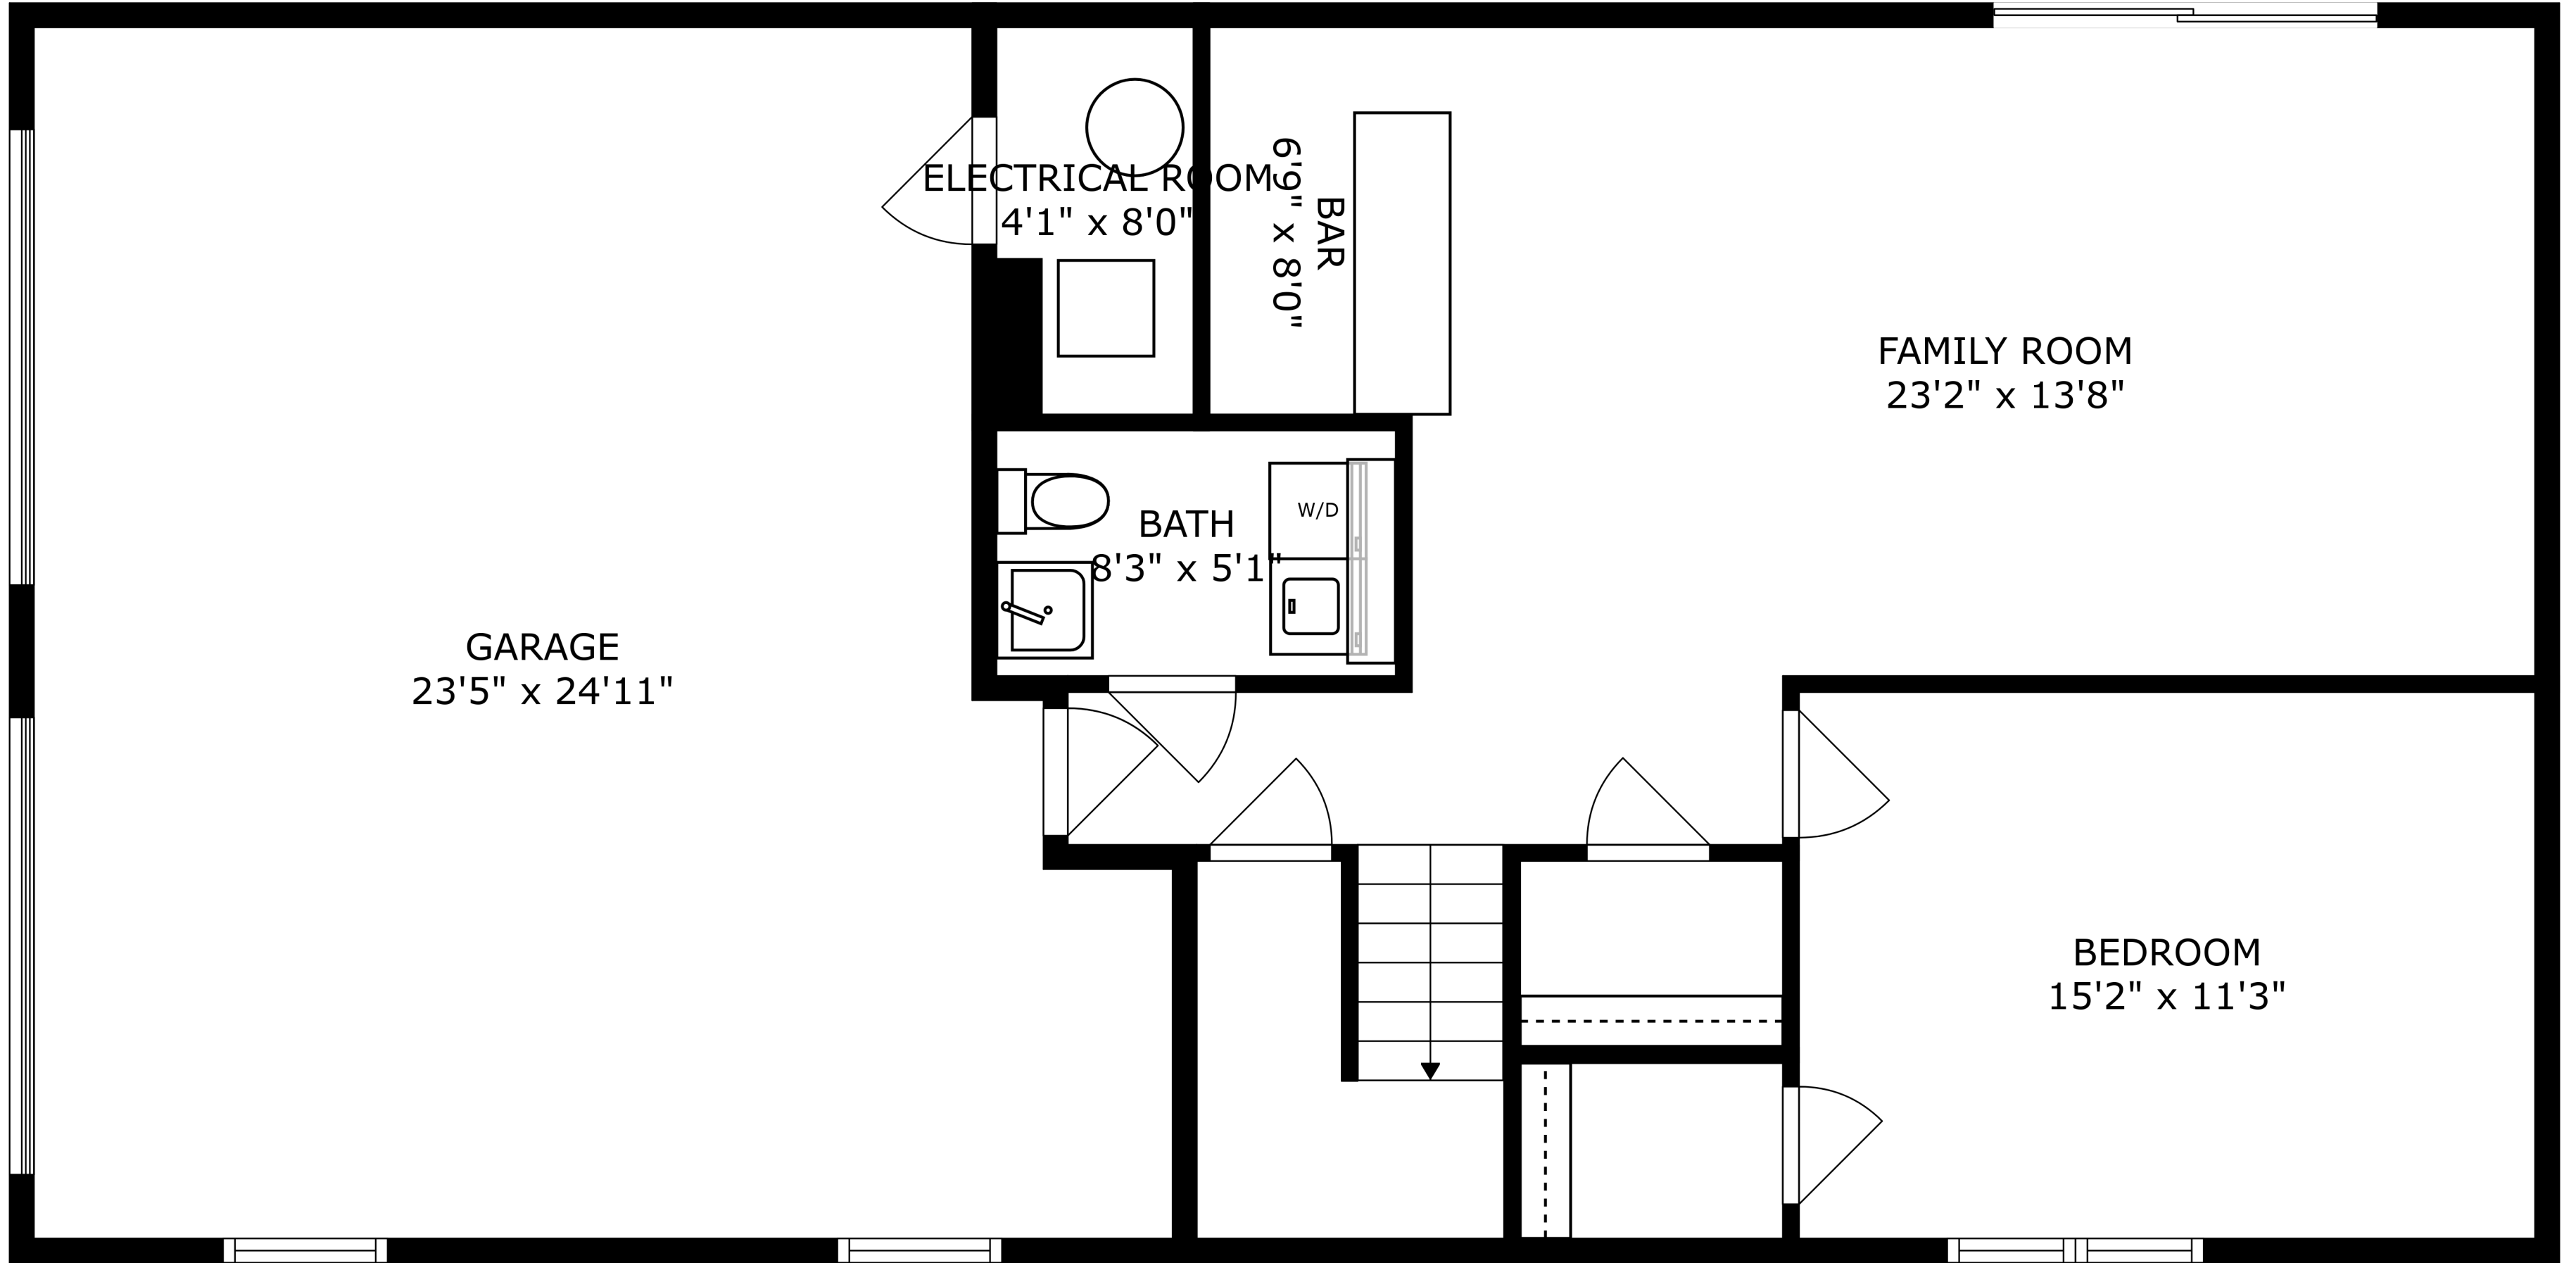 ELECTRICAL ROOM
4'1" x 8'0"
BAR
6'9" x 8'0"
FAMILY ROOM
23'2" x 13'8"
W/D
BATH
8'3" x 5'1"
GARAGE
23'5" x 24'11"
BEDROOM
15'2" x 11'3"